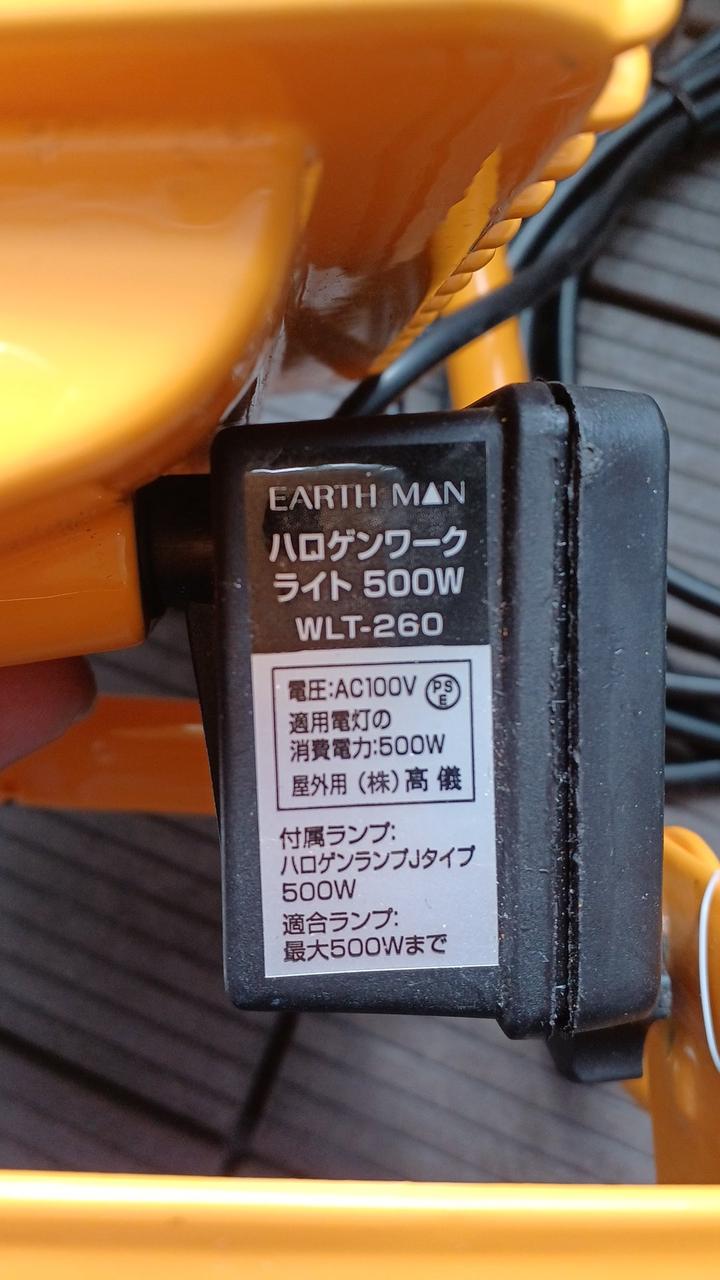 EARTH MAN
ハロゲンワーク
ライト 500W
WLT-260
電圧:AC100V PSE
適用電灯の
消費電力:500W
屋外用 (株)髙儀
付属ランプ:
ハロゲンランプJタイプ
500W
適合ランプ:
最大500Wまで